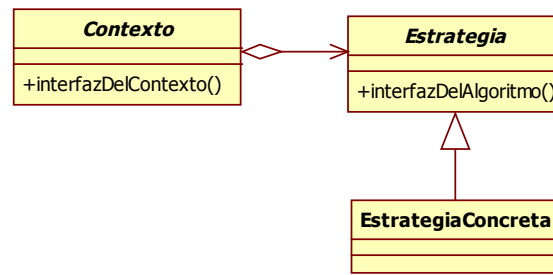 Contexto
+interfazDelContexto()
Estrategia
+interfazDelAlgoritmo()
EstrategiaConcreta